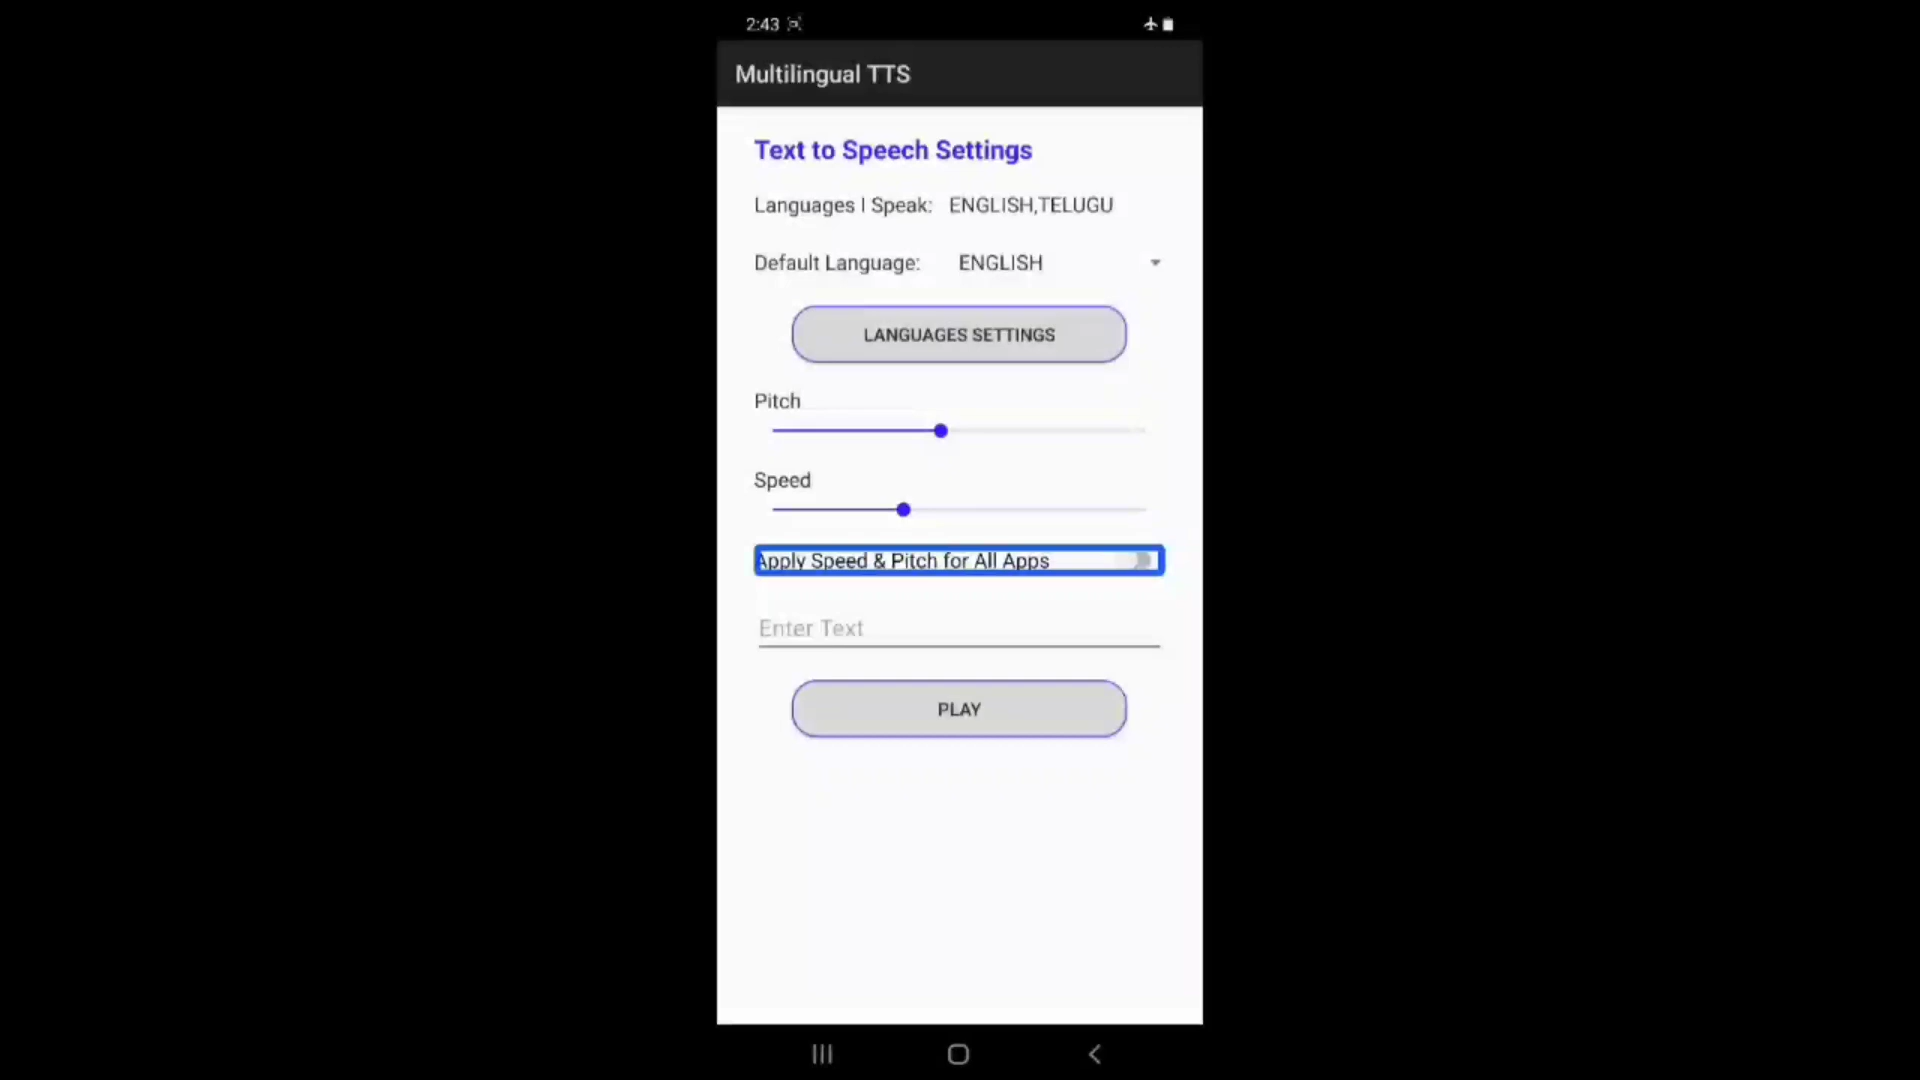 2:43
Multilingual TTS
Text to Speech Settings
Languages I Speak: ENGLISH,TELUGU
Default Language: ENGLISH
LANGUAGES SETTINGS
Pitch
Speed
Apply Speed & Pitch for All Apps
Enter Text
PLAY